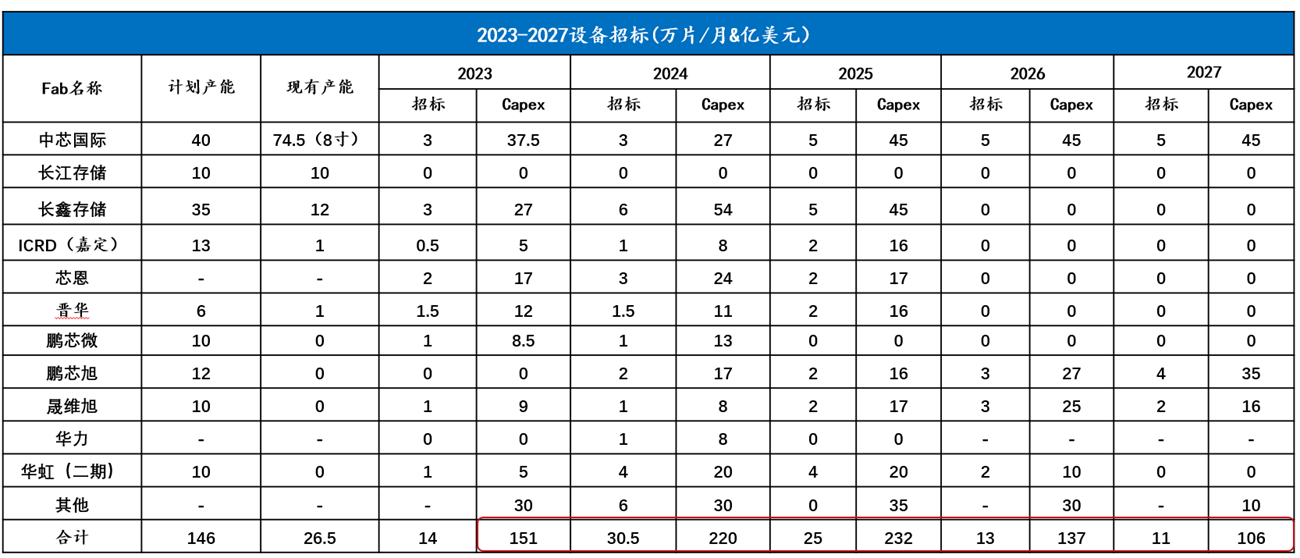 2023-2027设备招标(万片/月&亿美元)
Fab名称 计划产能 现有产能 2023 2024 2025 2026 2027
招标 Capex 招标 Capex 招标 Capex 招标 Capex 招标 Capex
中芯国际 40 74.5（8寸） 3 37.5 3 27 5 45 5 45 5 45
长江存储 10 10 0 0 0 0 0 0 0 0 0 0
长鑫存储 35 12 3 27 6 54 5 45 0 0 0 0
ICRD（嘉定） 13 1 0.5 5 1 8 2 16 0 0 0 0
芯恩 - - 2 17 3 24 2 17 0 0 0 0
晋华 6 1 1.5 12 1.5 11 2 16 0 0 0 0
鹏芯微 10 0 1 8.5 1 13 0 0 0 0 0 0
鹏芯旭 12 0 0 0 2 17 2 16 3 27 4 35
晟维旭 10 0 1 9 1 8 2 17 3 25 2 16
华力 - - 0 0 1 8 0 0 - - - -
华虹（二期） 10 0 1 5 4 20 4 20 2 10 0 0
其他 - - - 30 6 30 0 35 - 30 - 10
合计 146 26.5 14 151 30.5 220 25 232 13 137 11 106